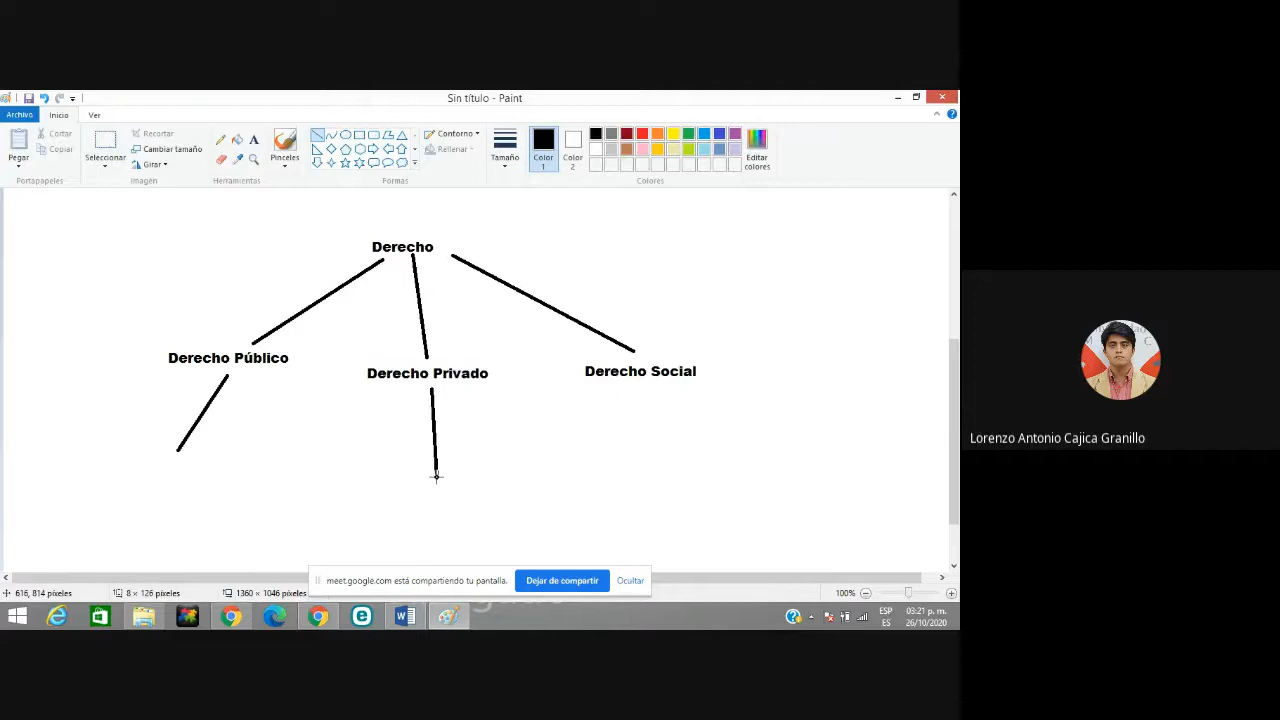 Sin título - Paint
Archivo Inicio Ver
Pegar
Cortar
Copiar
Portapapeles
Seleccionar
Recortar
Cambiar tamaño
Girar
Imagen
A
Herramientas
Pinceles
Formas
Contorno
Rellenar
Tamaño
Color 1
Color 2
Editar colores
Colores
Derecho
Derecho Público
Derecho Privado
Derecho Social
Lorenzo Antonio Cajica Granillo
meet.google.com está compartiendo tu pantalla. Dejar de compartir Ocultar
616, 814 píxeles 8 × 126 píxeles 1360 × 1046 píxeles 100%
ESP 03:21 p. m.
ES 26/10/2020